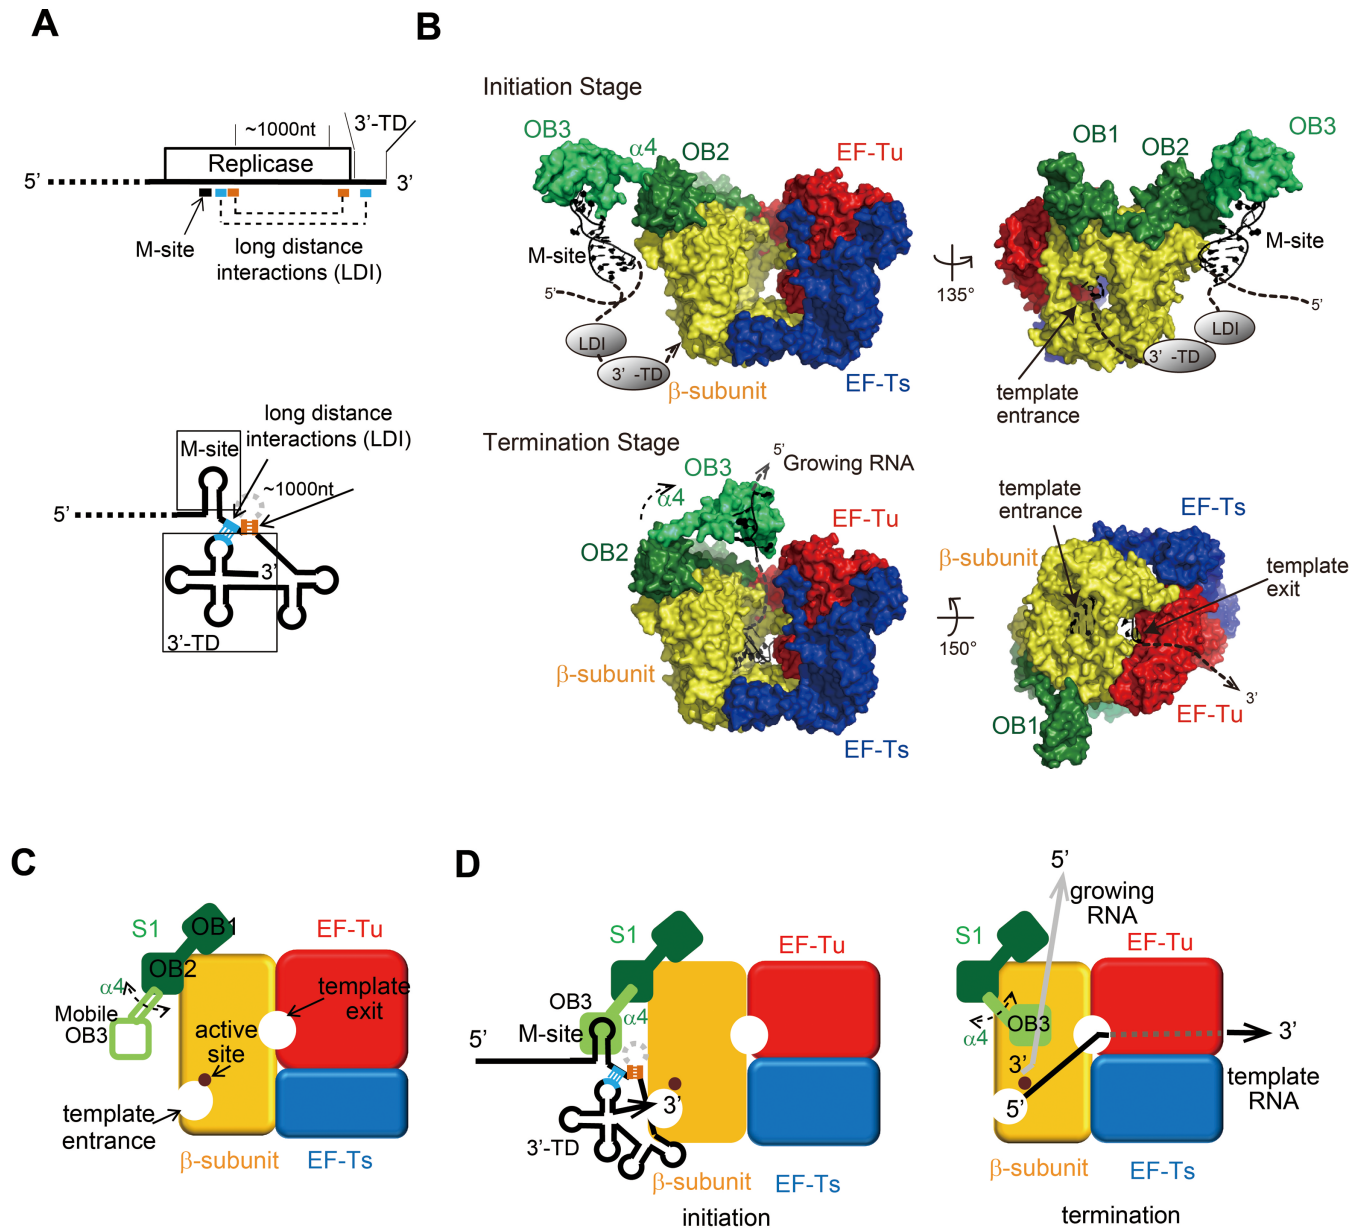 A
B
~1000nt
3'-TD
Replicase
5'
3'
M-site
long distance
interactions (LDI)
long distance
interactions (LDI)
M-site
~1000nt
5'
3'
3'-TD
Initiation Stage
OB3
α4
OB2
EF-Tu
M-site
5'
LDI
3' -TD
β-subunit
EF-Ts
135°
OB1
OB2
OB3
M-site
5'
LDI
3' -TD
template
entrance
Termination Stage
5'
Growing RNA
OB3
α4
EF-Tu
OB2
β-subunit
EF-Ts
150°
template
entrance
EF-Ts
β-subunit
template
exit
3'
OB1
EF-Tu
C
S1
OB1
EF-Tu
OB2
α4
template
exit
Mobile
OB3
active
site
template
entrance
β-subunit
EF-Ts
D
S1
EF-Tu
OB3
α4
5'
M-site
3'
3'-TD
β-subunit
EF-Ts
initiation
5'
growing
RNA
S1
EF-Tu
OB3
α4
3'
3'
5'
template
RNA
β-subunit
EF-Ts
termination